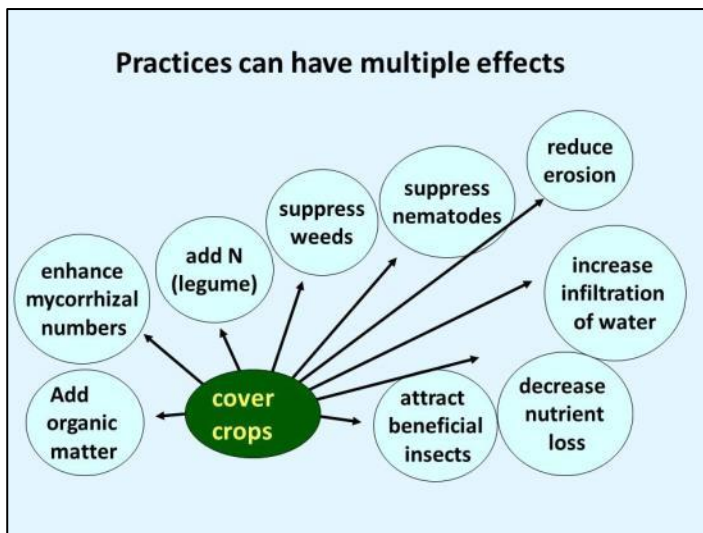 Practices can have multiple effects
reduce
erosion
suppress
nematodes
suppress
weeds
add N
(legume)
enhance
mycorrhizal
numbers
increase
infiltration
of water
Add
organic
matter
cover
crops
attract
beneficial
insects
decrease
nutrient
loss